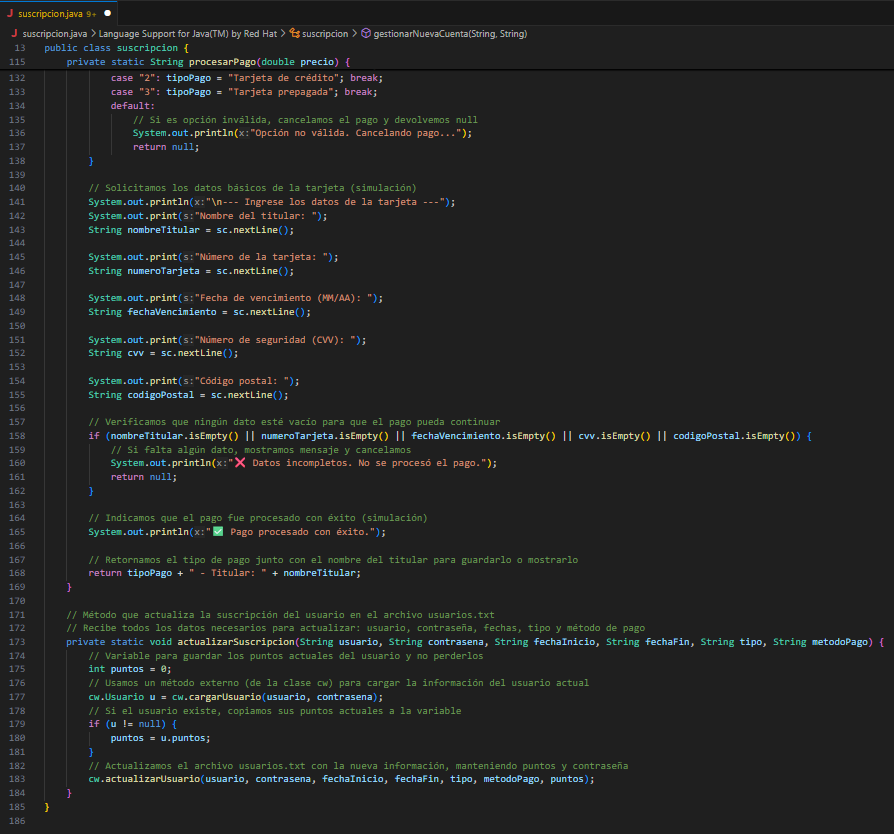 suscripcion.java 9+ ●
suscripcion.java > Language Support for Java(TM) by Red Hat > suscripcion > gestionarNuevaCuenta(String, String)
13 public class suscripcion {
115 private static String procesarPago(double precio) {
132 case "2": tipoPago = "Tarjeta de crédito"; break;
133 case "3": tipoPago = "Tarjeta prepagada"; break;
134 default:
135 // Si es opción inválida, cancelamos el pago y devolvemos null
136 System.out.println(x:"Opción no válida. Cancelando pago...");
137 return null;
138 }
139
140 // Solicitamos los datos básicos de la tarjeta (simulación)
141 System.out.println(x:"\n--- Ingrese los datos de la tarjeta ---");
142 System.out.print(s:"Nombre del titular: ");
143 String nombreTitular = sc.nextLine();
144
145 System.out.print(s:"Número de la tarjeta: ");
146 String numeroTarjeta = sc.nextLine();
147
148 System.out.print(s:"Fecha de vencimiento (MM/AA): ");
149 String fechaVencimiento = sc.nextLine();
150
151 System.out.print(s:"Número de seguridad (CVV): ");
152 String cvv = sc.nextLine();
153
154 System.out.print(s:"Código postal: ");
155 String codigoPostal = sc.nextLine();
156
157 // Verificamos que ningún dato esté vacío para que el pago pueda continuar
158 if (nombreTitular.isEmpty() || numeroTarjeta.isEmpty() || fechaVencimiento.isEmpty() || cvv.isEmpty() || codigoPostal.isEmpty()) {
159 // Si falta algún dato, mostramos mensaje y cancelamos
160 System.out.println(x:"❌ Datos incompletos. No se procesó el pago.");
161 return null;
162 }
163
164 // Indicamos que el pago fue procesado con éxito (simulación)
165 System.out.println(x:"✅ Pago procesado con éxito.");
166
167 // Retornamos el tipo de pago junto con el nombre del titular para guardarlo o mostrarlo
168 return tipoPago + " - Titular: " + nombreTitular;
169 }
170
171 // Método que actualiza la suscripción del usuario en el archivo usuarios.txt
172 // Recibe todos los datos necesarios para actualizar: usuario, contraseña, fechas, tipo y método de pago
173 private static void actualizarSuscripcion(String usuario, String contrasena, String fechaInicio, String fechaFin, String tipo, String metodoPago) {
174 // Variable para guardar los puntos actuales del usuario y no perderlos
175 int puntos = 0;
176 // Usamos un método externo (de la clase cw) para cargar la información del usuario actual
177 cw.Usuario u = cw.cargarUsuario(usuario, contrasena);
178 // Si el usuario existe, copiamos sus puntos actuales a la variable
179 if (u != null) {
180 puntos = u.puntos;
181 }
182 // Actualizamos el archivo usuarios.txt con la nueva información, manteniendo puntos y contraseña
183 cw.actualizarUsuario(usuario, contrasena, fechaInicio, fechaFin, tipo, metodoPago, puntos);
184 }
185 }
186